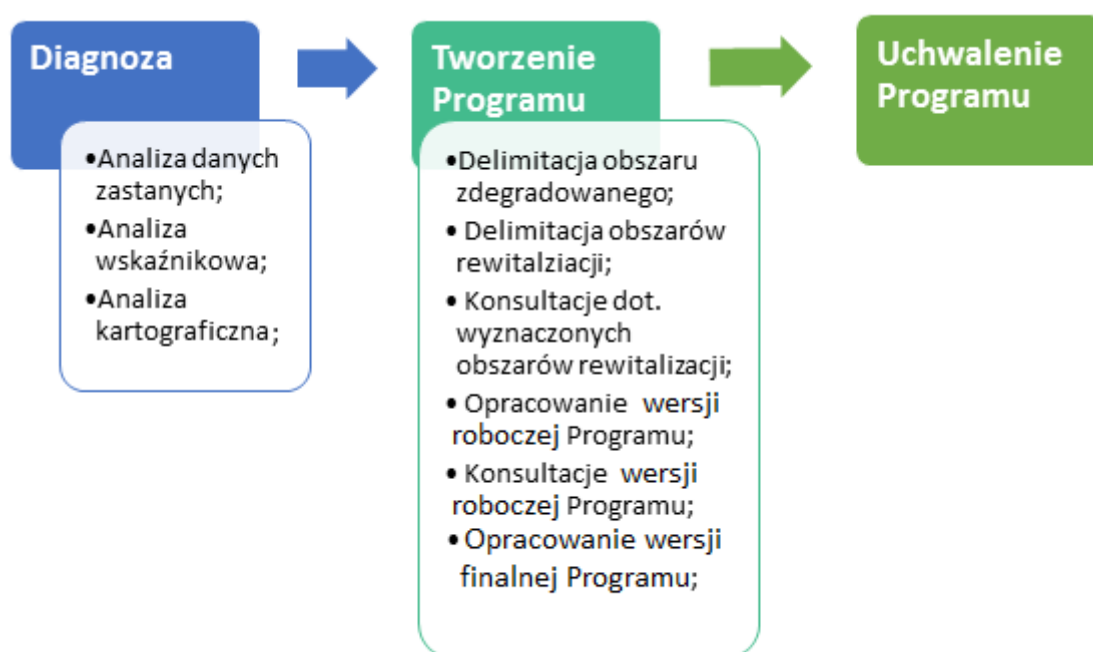 Diagnoza
•Analiza danych
zastanych;
•Analiza
wskaźnikowa;
•Analiza
kartograficzna;
Tworzenie
Programu
•Delimitacja obszaru
zdegradowanego;
• Delimitacja obszarów
rewitalziacji;
• Konsultacje dot.
wyznaczonych
obszarów rewitalizacji;
• Opracowanie wersji
roboczej Programu;
• Konsultacje wersji
roboczej Programu;
• Opracowanie wersji
finalnej Programu;
Uchwalenie
Programu